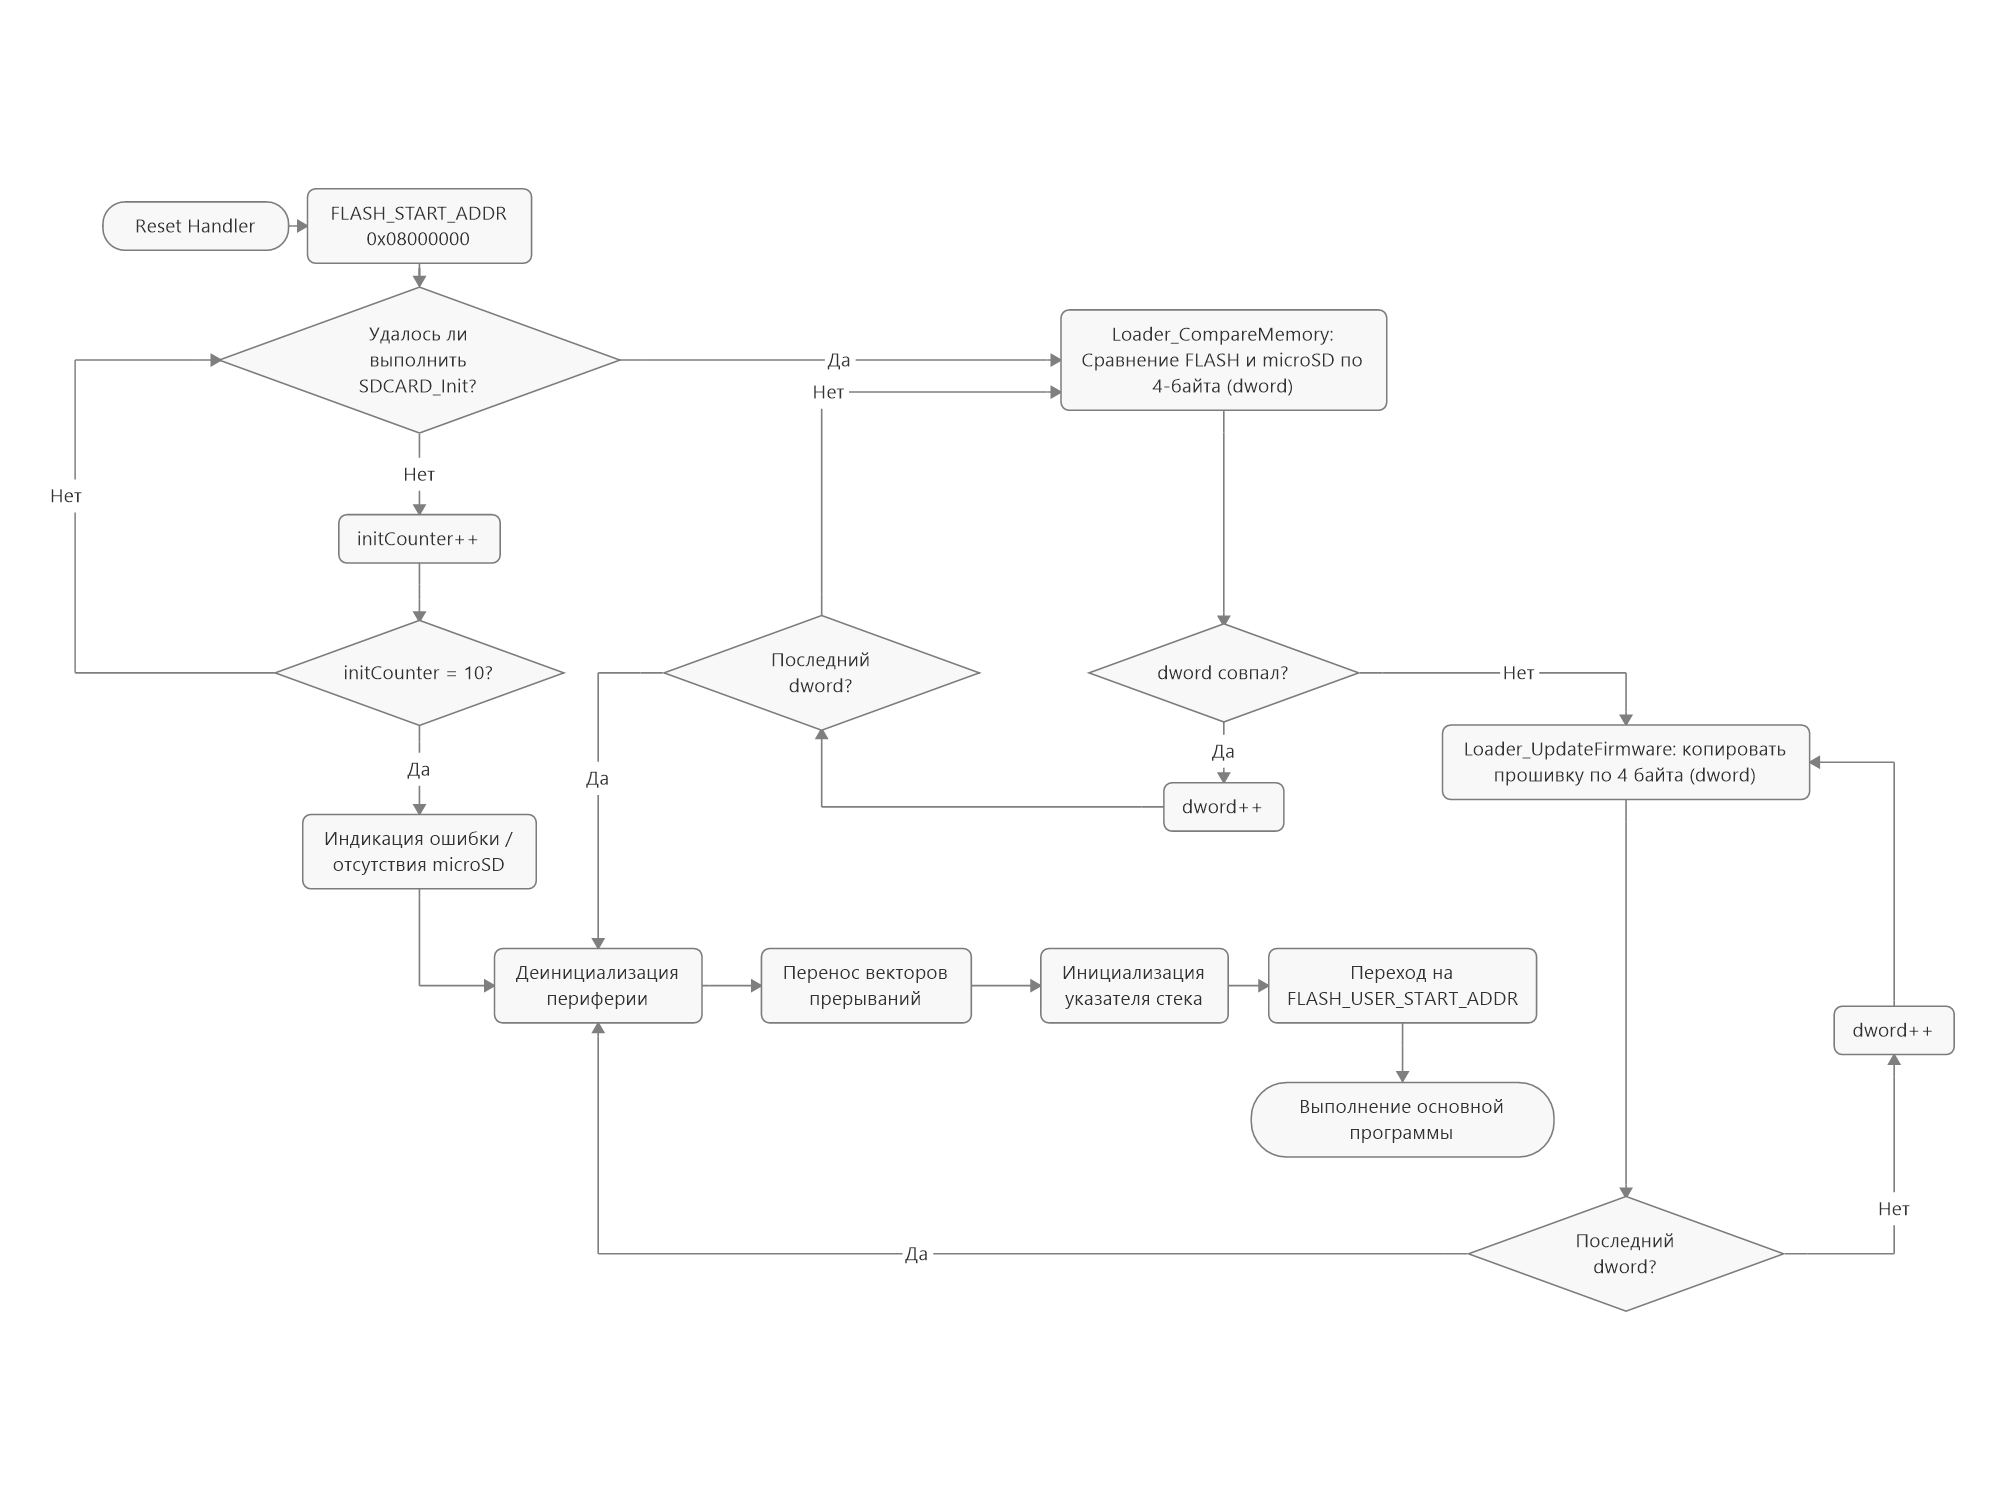 Reset Handler
FLASH_START_ADDR
0x08000000
Удалось ли
выполнить
SDCARD_Init?
Да
Loader_CompareMemory:
Сравнение FLASH и microSD по
4-байта (dword)
Нет
Нет
Нет
initCounter++
initCounter = 10?
Последний
dword?
dword совпал?
Нет
Да
Да
Да
dword++
Loader_UpdateFirmware: копировать
прошивку по 4 байта (dword)
Индикация ошибки /
отсутствия microSD
Деинициализация
периферии
Перенос векторов
прерываний
Инициализация
указателя стека
Переход на
FLASH_USER_START_ADDR
dword++
Выполнение основной
программы
Нет
Да
Последний
dword?